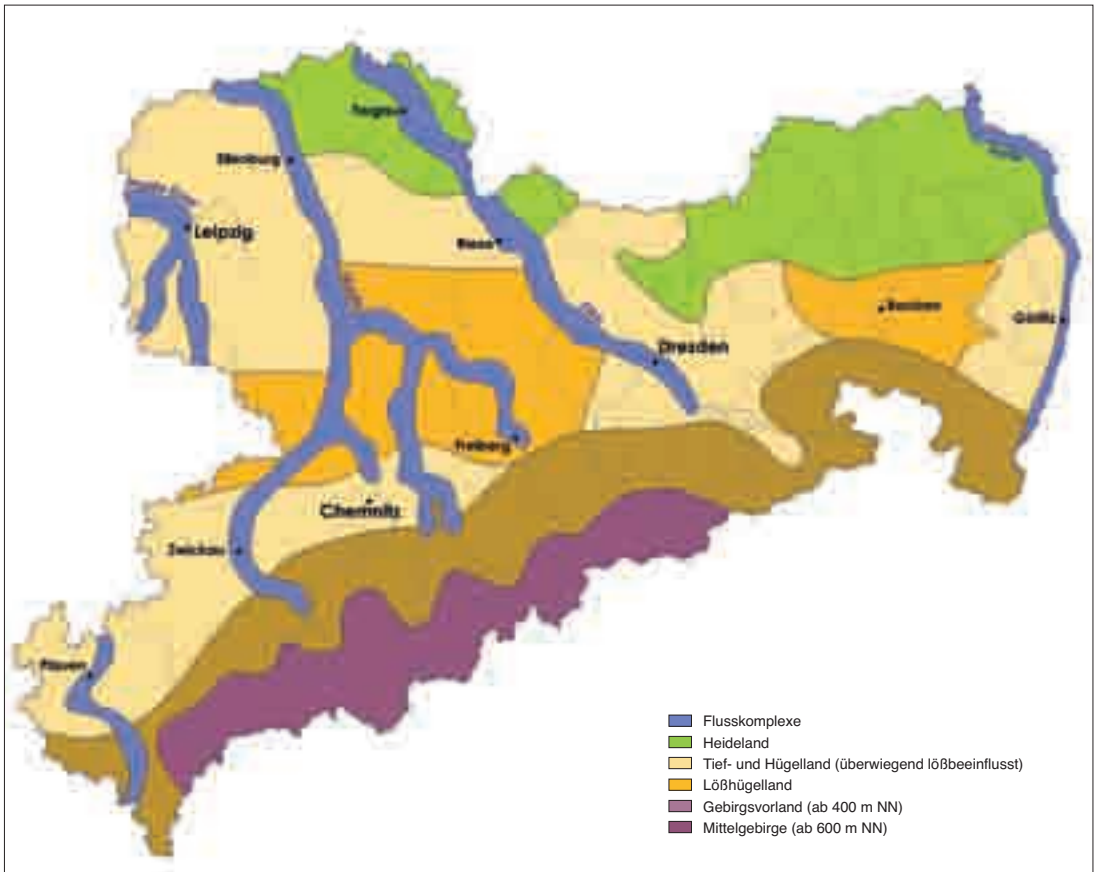 Torgau
Eilenburg
Leipzig
Riesa
Bautzen
Görlitz
Dresden
Freiberg
Chemnitz
Zwickau
Plauen
Flusskomplexe
Heideland
Tief- und Hügelland (überwiegend lößbeeinflusst)
Lößhügelland
Gebirgsvorland (ab 400 m NN)
Mittelgebirge (ab 600 m NN)